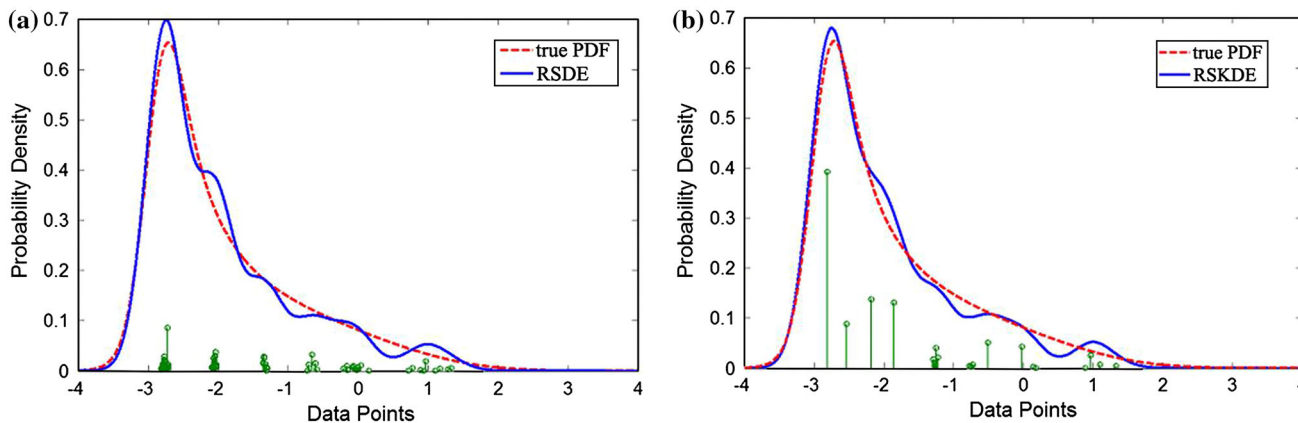 (a)
0.7
0.6
0.5
0.4
0.3
0.2
0.1
0
Probability Density
true PDF
RSDE
-4 -3 -2 -1 0 1 2 3 4
Data Points
(b)
0.7
0.6
0.5
0.4
0.3
0.2
0.1
0
Probability Density
true PDF
RSKDE
-4 -3 -2 -1 0 1 2 3 4
Data Points